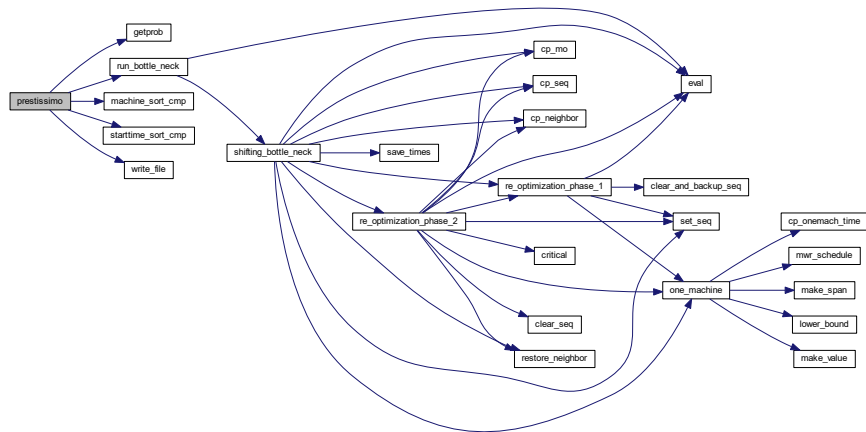 getprob
run_bottle_neck
prestissimo
machine_sort_cmp
starttime_sort_cmp
write_file
shifting_bottle_neck
cp_mo
cp_seq
cp_neighbor
eval
save_times
re_optimization_phase_1
clear_and_backup_seq
re_optimization_phase_2
set_seq
critical
one_machine
clear_seq
restore_neighbor
cp_onemach_time
mwr_schedule
make_span
lower_bound
make_value